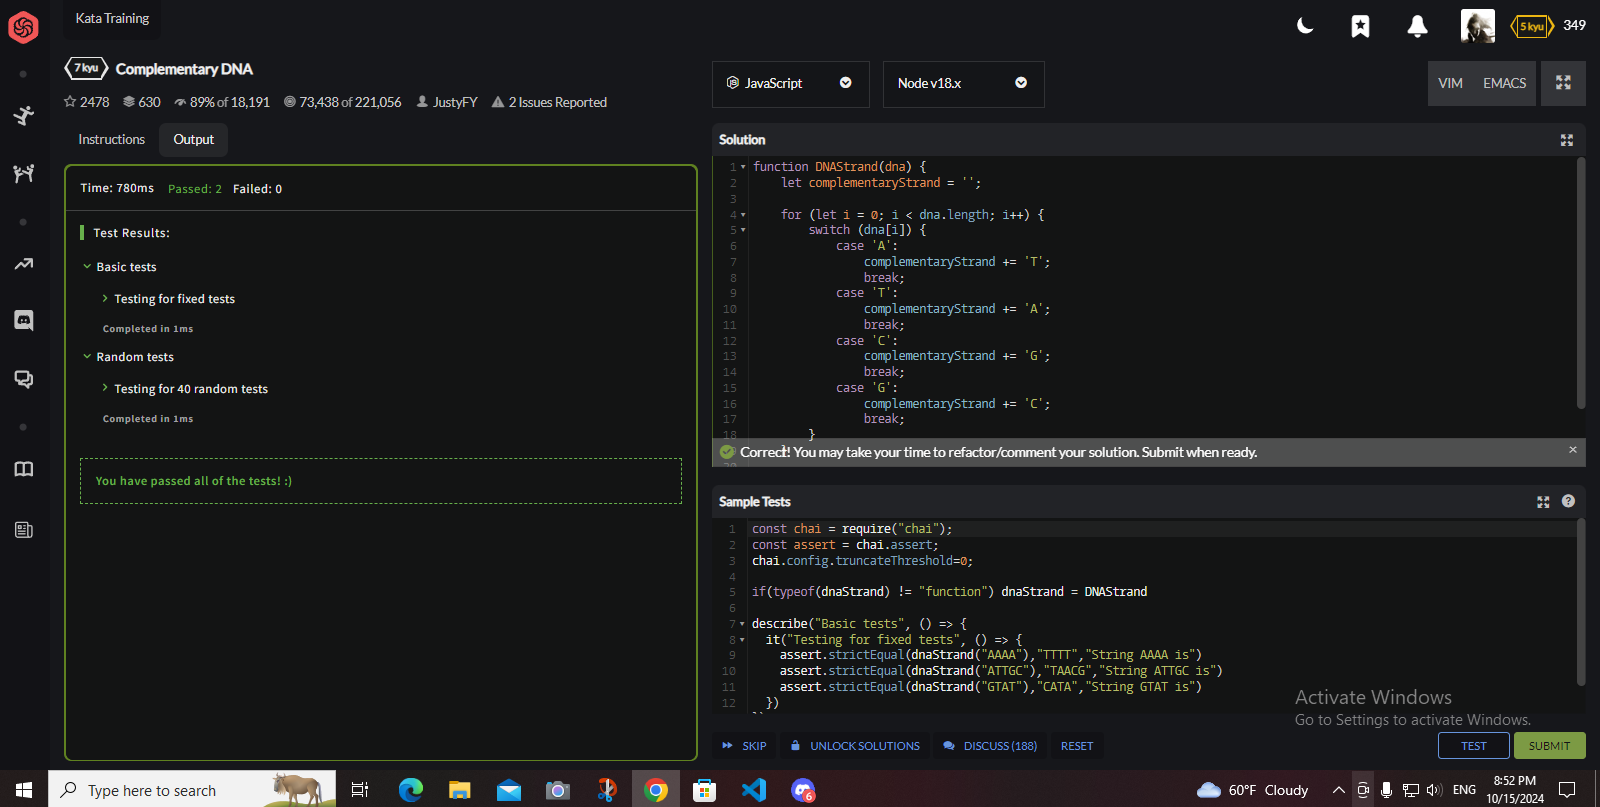 Kata Training
5 kyu 349
7 kyu Complementary DNA
2478 630 89% of 18,191 73,438 of 221,056 JustyFY 2 Issues Reported
Instructions Output
Time: 780ms Passed: 2 Failed: 0
Test Results:
Basic tests
Testing for fixed tests
Completed in 1ms
Random tests
Testing for 40 random tests
Completed in 1ms
You have passed all of the tests! :)
JavaScript Node v18.x VIM EMACS
Solution
1 function DNAStrand(dna) {
2 let complementaryStrand = '';
3
4 for (let i = 0; i < dna.length; i++) {
5 switch (dna[i]) {
6 case 'A':
7 complementaryStrand += 'T';
8 break;
9 case 'T':
10 complementaryStrand += 'A';
11 break;
12 case 'C':
13 complementaryStrand += 'G';
14 break;
15 case 'G':
16 complementaryStrand += 'C';
17 break;
18 }
Correct! You may take your time to refactor/comment your solution. Submit when ready. ×
Sample Tests
1 const chai = require("chai");
2 const assert = chai.assert;
3 chai.config.truncateThreshold=0;
4
5 if(typeof(dnaStrand) != "function") dnaStrand = DNAStrand
6
7 describe("Basic tests", () => {
8 it("Testing for fixed tests", () => {
9 assert.strictEqual(dnaStrand("AAAA"),"TTTT","String AAAA is")
10 assert.strictEqual(dnaStrand("ATTGC"),"TAACG","String ATTGC is")
11 assert.strictEqual(dnaStrand("GTAT"),"CATA","String GTAT is")
12 })
Activate Windows
Go to Settings to activate Windows.
SKIP UNLOCK SOLUTIONS DISCUSS (188) RESET TEST SUBMIT
Type here to search 6 60°F Cloudy ENG 8:52 PM
10/15/2024